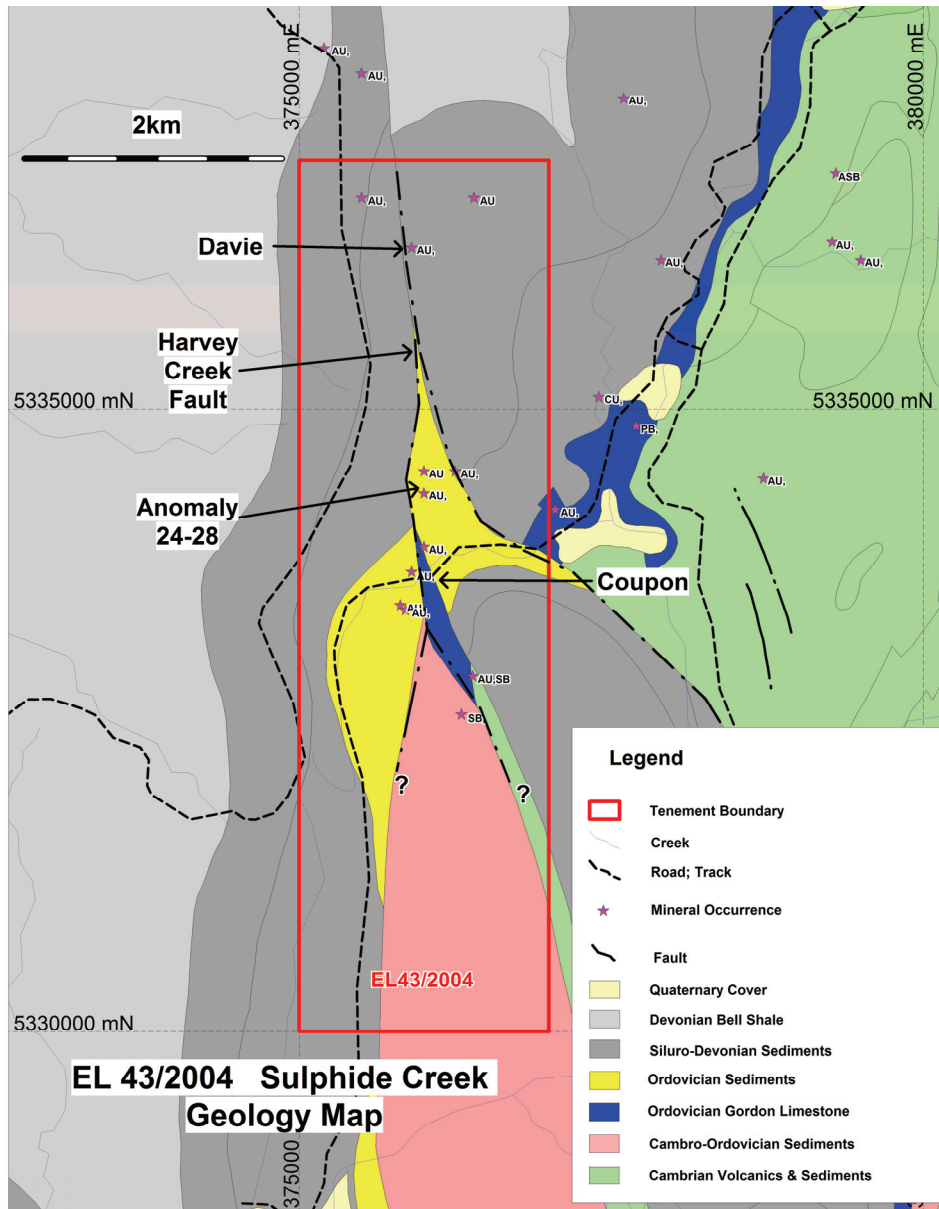 375000 mE
380000 mE
AU,
AU,
AU,
2km
ASB
AU,
AU
Davie
AU,
AU,
AU,
AU,
Harvey
Creek
Fault
5335000 mN
5335000 mN
CU,
PB,
AU
AU,
AU,
AU,
Anomaly
24-28
AU,
AU,
AU,
Coupon
AU,
AU,
AU,SB
SB,
?
?
EL43/2004
5330000 mN
EL 43/2004 Sulphide Creek
Geology Map
375000 mE
Legend
Tenement Boundary
Creek
Road; Track
Mineral Occurrence
Fault
Quaternary Cover
Devonian Bell Shale
Siluro-Devonian Sediments
Ordovician Sediments
Ordovician Gordon Limestone
Cambro-Ordovician Sediments
Cambrian Volcanics & Sediments